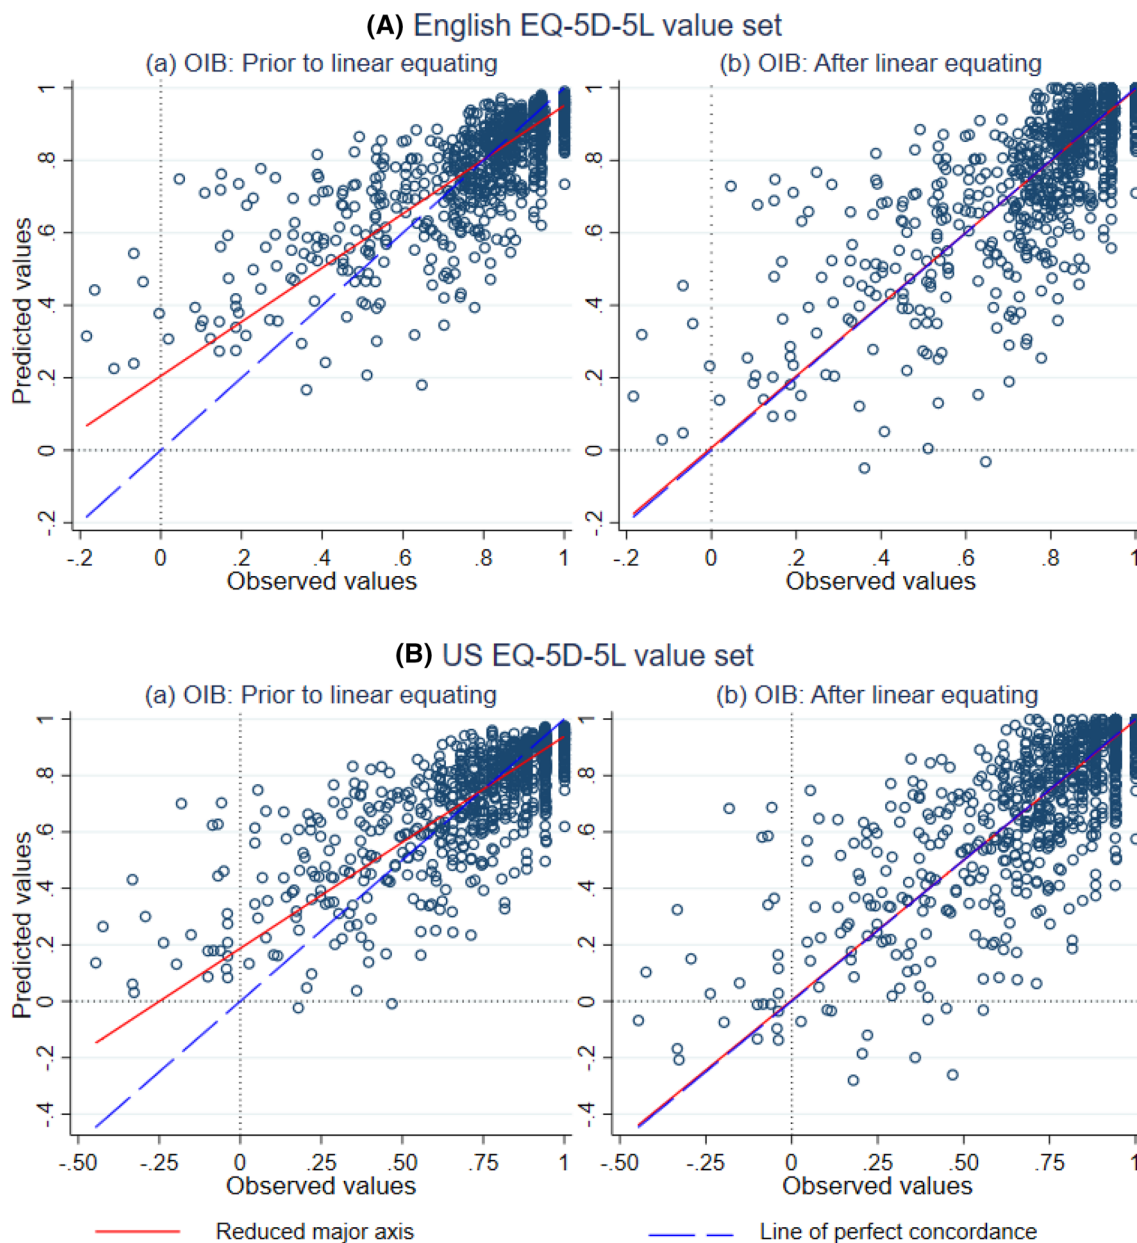 (A) English EQ-5D-5L value set
(a) OIB: Prior to linear equating
(b) OIB: After linear equating
Predicted values
1
.8
.6
.4
.2
0
-.2
-.2 0 .2 .4 .6 .8 1
-.2 0 .2 .4 .6 .8 1
Observed values
Observed values
(B) US EQ-5D-5L value set
(a) OIB: Prior to linear equating
(b) OIB: After linear equating
Predicted values
1
.8
.6
.4
.2
0
-.2
-.4
-.50 -.25 0 .25 .50 .75 1
-.50 -.25 0 .25 .50 .75 1
Observed values
Observed values
Reduced major axis
Line of perfect concordance